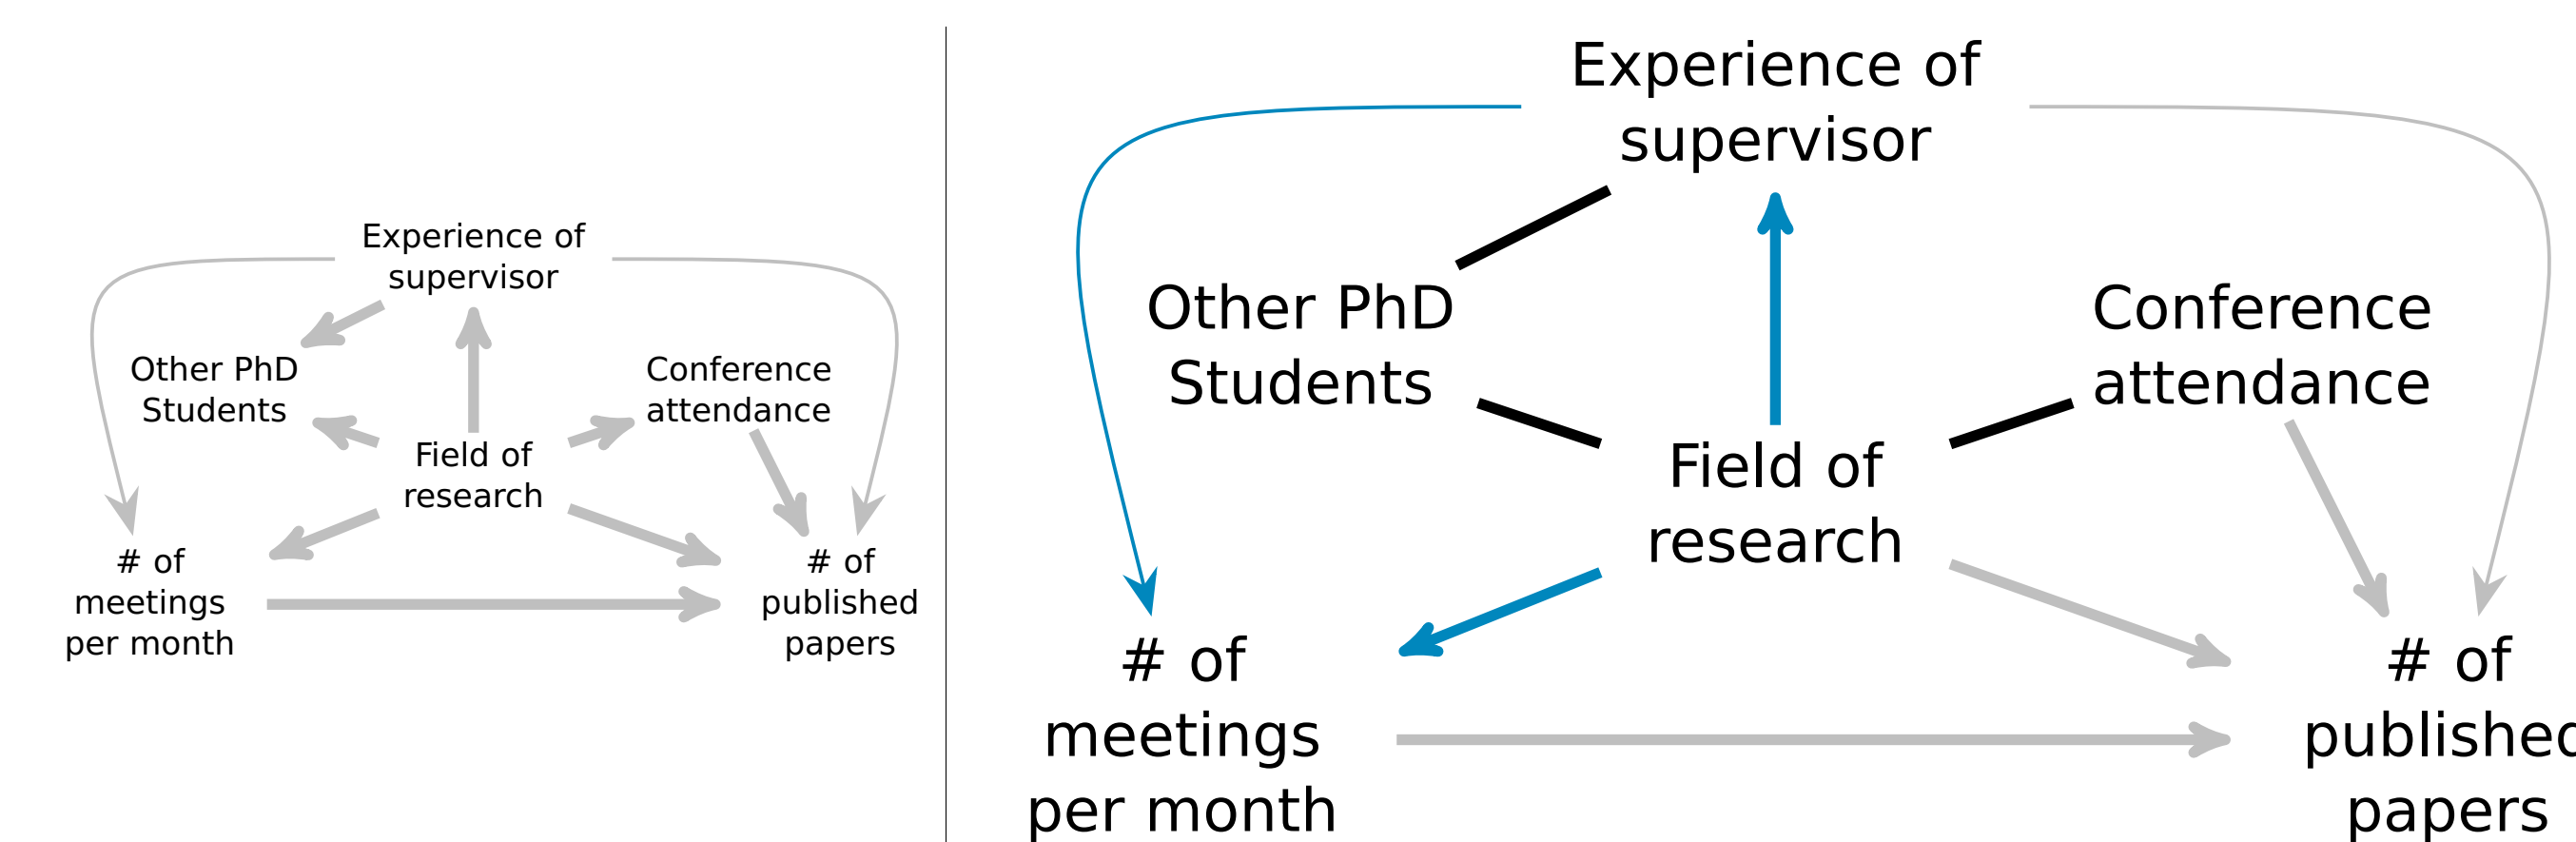 Experience of
supervisor
Other PhD
Students
Conference
attendance
Field of
research
# of
meetings
per month
# of
published
papers
Experience of
supervisor
Other PhD
Students
Conference
attendance
Field of
research
# of
meetings
per month
# of
published
papers